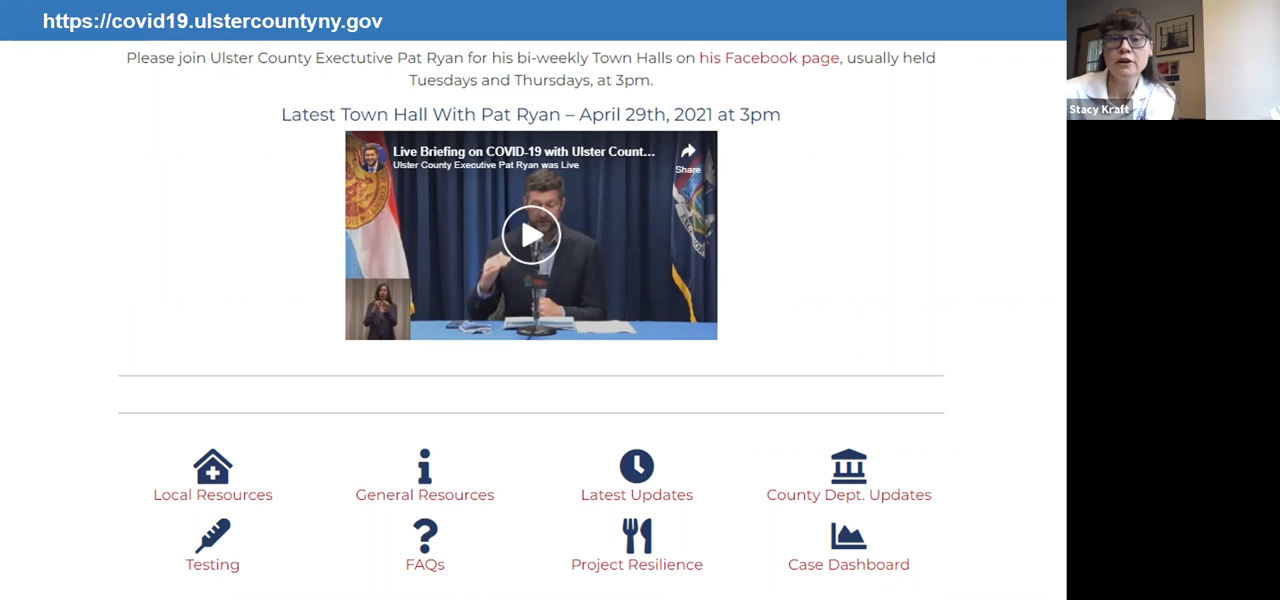 https://covid19.ulstercountyny.gov
Please join Ulster County Exectutive Pat Ryan for his bi-weekly Town Halls on his Facebook page, usually held
Tuesdays and Thursdays, at 3pm.
Latest Town Hall With Pat Ryan – April 29th, 2021 at 3pm
Live Briefing on COVID-19 with Ulster Count...
Ulster County Executive Pat Ryan was Live
Share
Stacy Kraft
Local Resources
General Resources
Latest Updates
County Dept. Updates
Testing
FAQs
Project Resilience
Case Dashboard